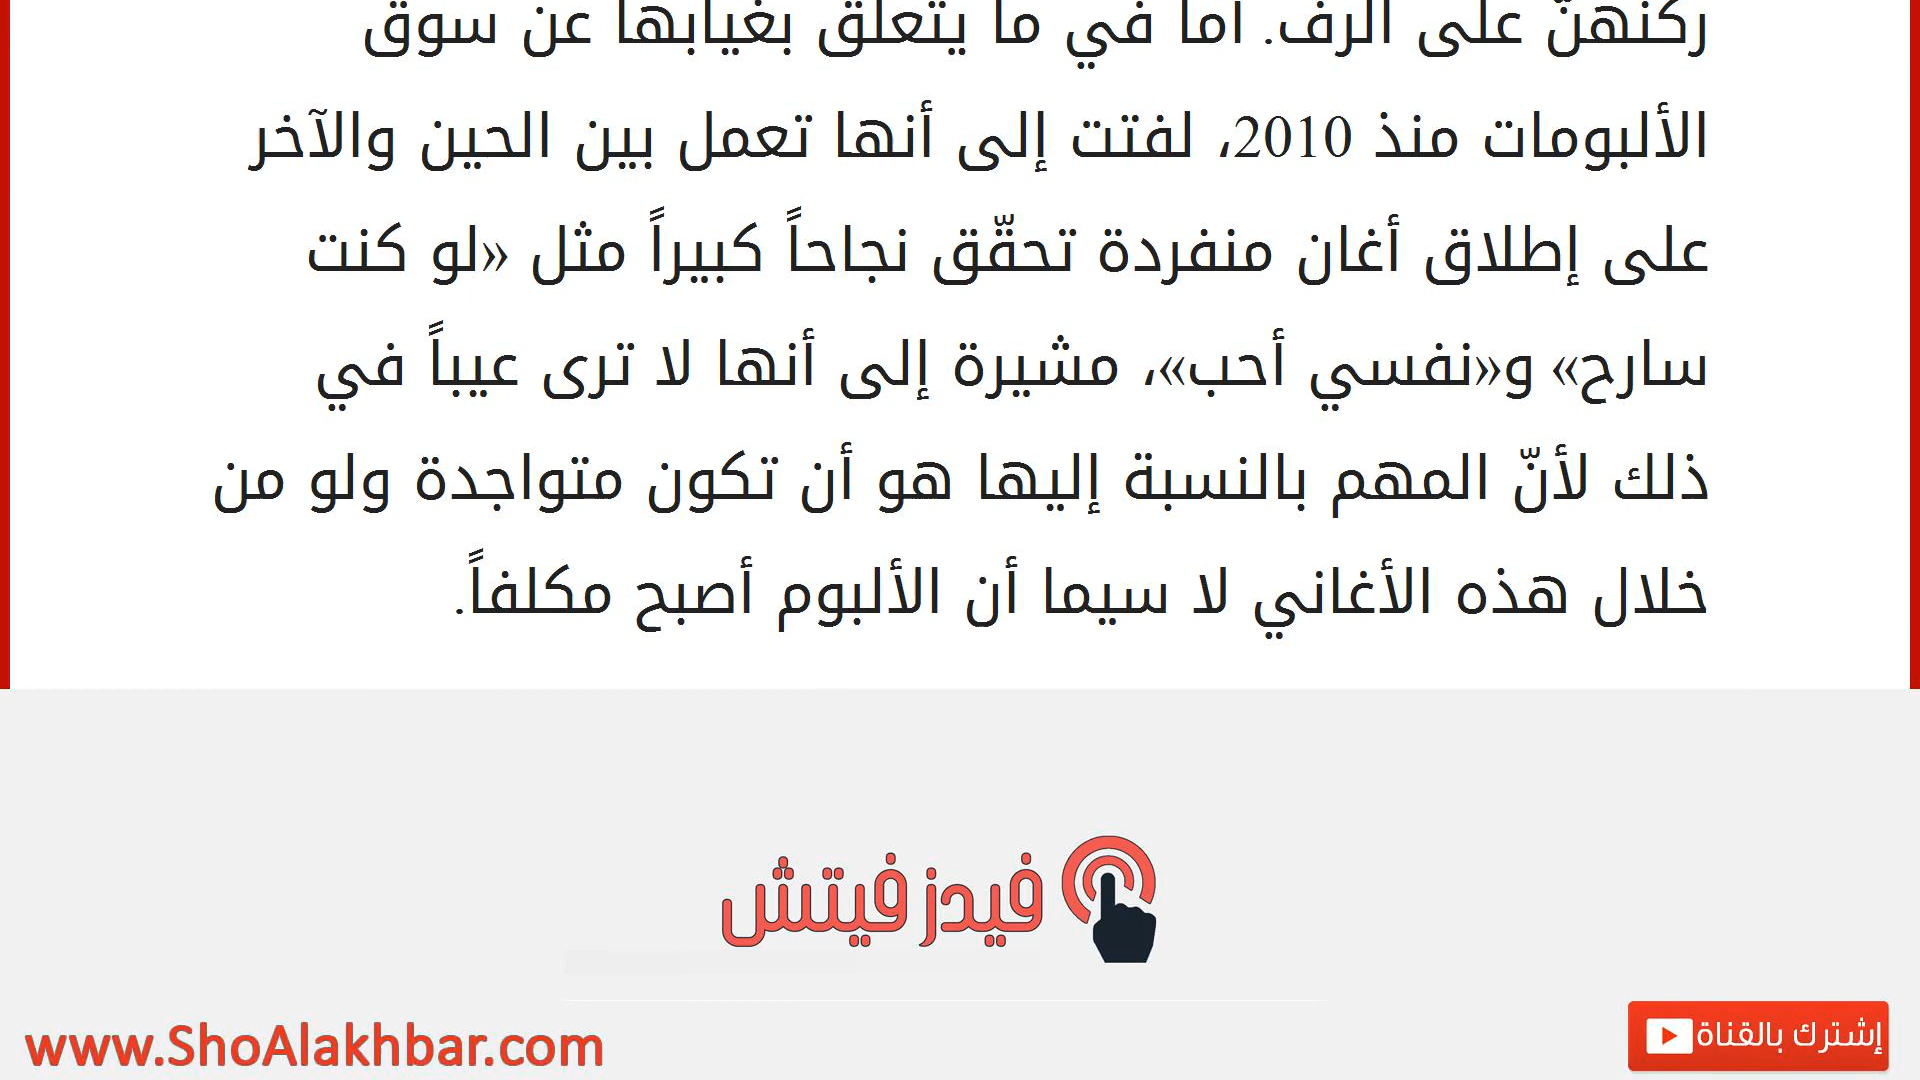 ركنهنّ على الرف. أما في ما يتعلق بغيابها عن سوق
الألبومات منذ 2010، لفتت إلى أنها تعمل بين الحين والآخر
على إطلاق أغان منفردة تحقّق نجاحاً كبيراً مثل «لو كنت
سارح» و«نفسي أحب»، مشيرة إلى أنها لا ترى عيباً في
ذلك لأنّ المهم بالنسبة إليها هو أن تكون متواجدة ولو من
خلال هذه الأغاني لا سيما أن الألبوم أصبح مكلفاً.
فيدز فيتش
www.ShoAlakhbar.com
إشترك بالقناة